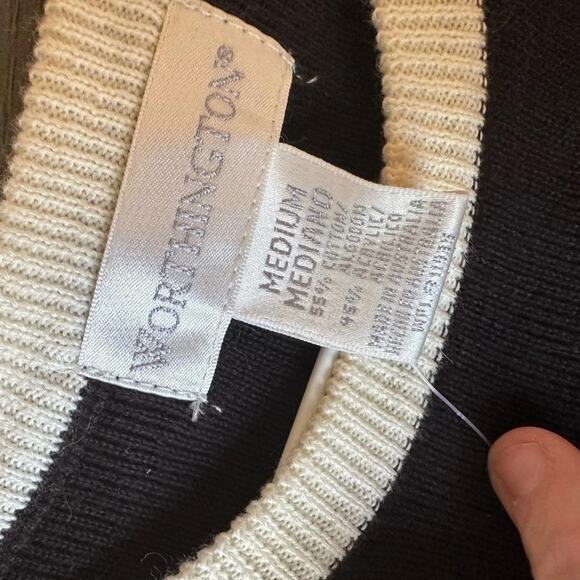 WORTHINGTON®
MEDIUM
MEDIANO
55% COTTON/
ALGODON
45% ACRYLIC/
ACRILICO
MADE IN AUSTRALIA